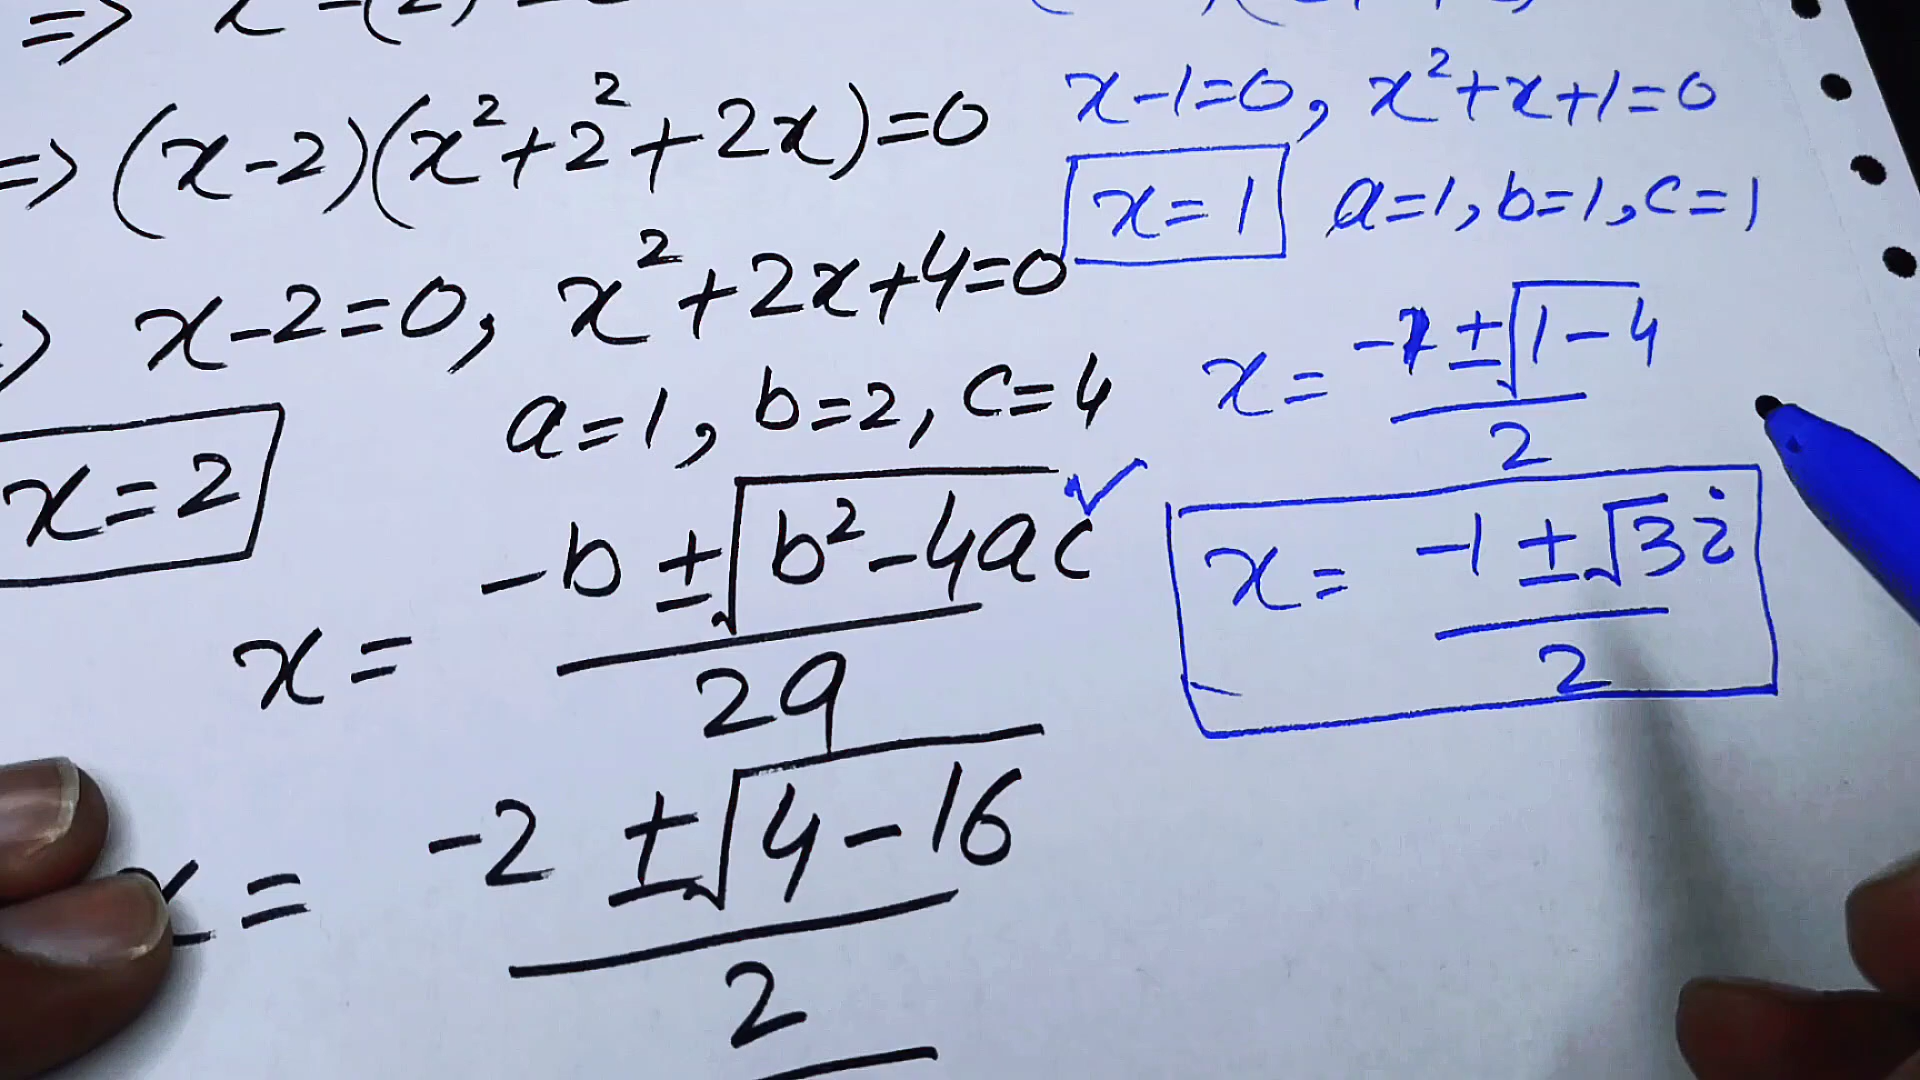 => (x-2)(x²+2²+2x)=0
x-2=0, x²+2x+4=0
x=2
a=1, b=2, c=4
x= -b ± √b²-4ac / 2a
= -2 ± √4-16 / 2
x-1=0, x²+x+1=0
x=1
a=1, b=1, c=1
x= -1 ± √1-4 / 2
x= -1 ± √3i / 2